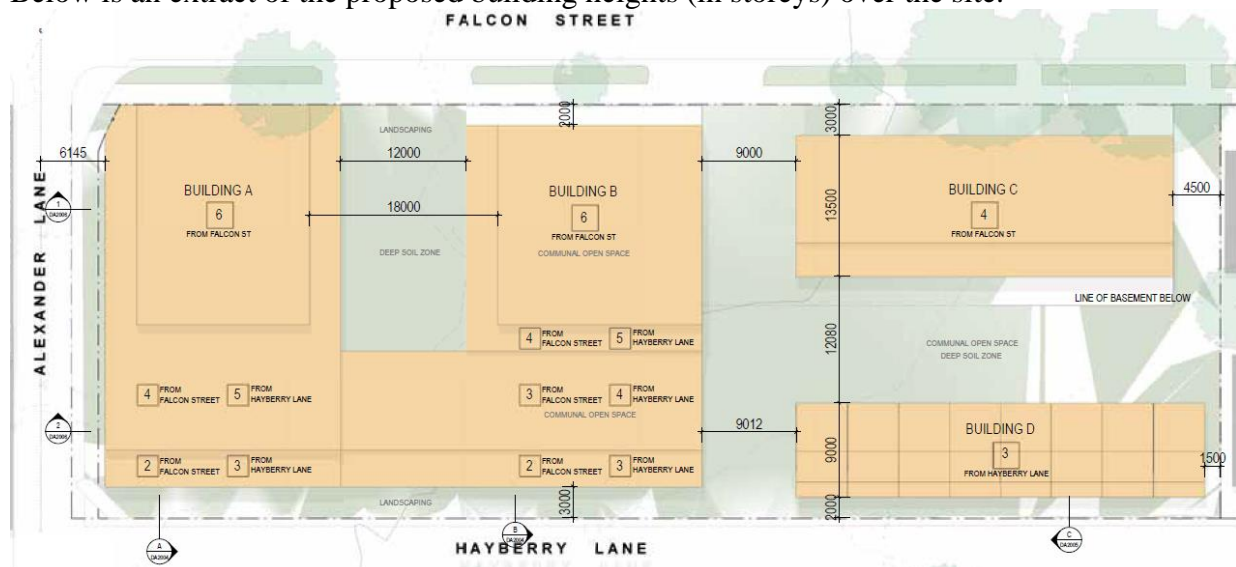 Below is an extract of the proposed building heights (in storeys) over the site.
FALCON STREET
ALEXANDER LANE
6145
LANDSCAPING
12000
2000
9000
3000
4500
1
DA2006
BUILDING A
6
FROM FALCON ST
18000
DEEP SOIL ZONE
BUILDING B
6
FROM FALCON ST
COMMUNAL OPEN SPACE
13500
BUILDING C
4
FROM FALCON ST
LINE OF BASEMENT BELOW
4 FROM FALCON STREET
5 FROM HAYBERRY LANE
12080
COMMUNAL OPEN SPACE
DEEP SOIL ZONE
4 FROM FALCON STREET
5 FROM HAYBERRY LANE
3 FROM FALCON STREET
4 FROM HAYBERRY LANE
COMMUNAL OPEN SPACE
2
DA2006
9012
9000
BUILDING D
3
FROM HAYBERRY LANE
1500
2 FROM FALCON STREET
3 FROM HAYBERRY LANE
2 FROM FALCON STREET
3 FROM HAYBERRY LANE
LANDSCAPING
3000
2000
A
B
C
DA2005
HAYBERRY LANE